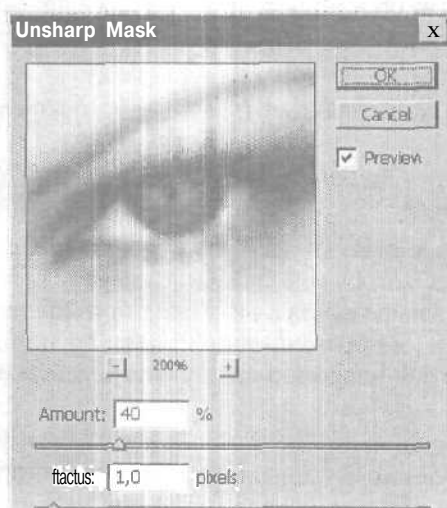 Unsharp Mask x
OK
Cancel
Preview
- 200% +
Amount: 40 %
ftactus: 1,0 pixels